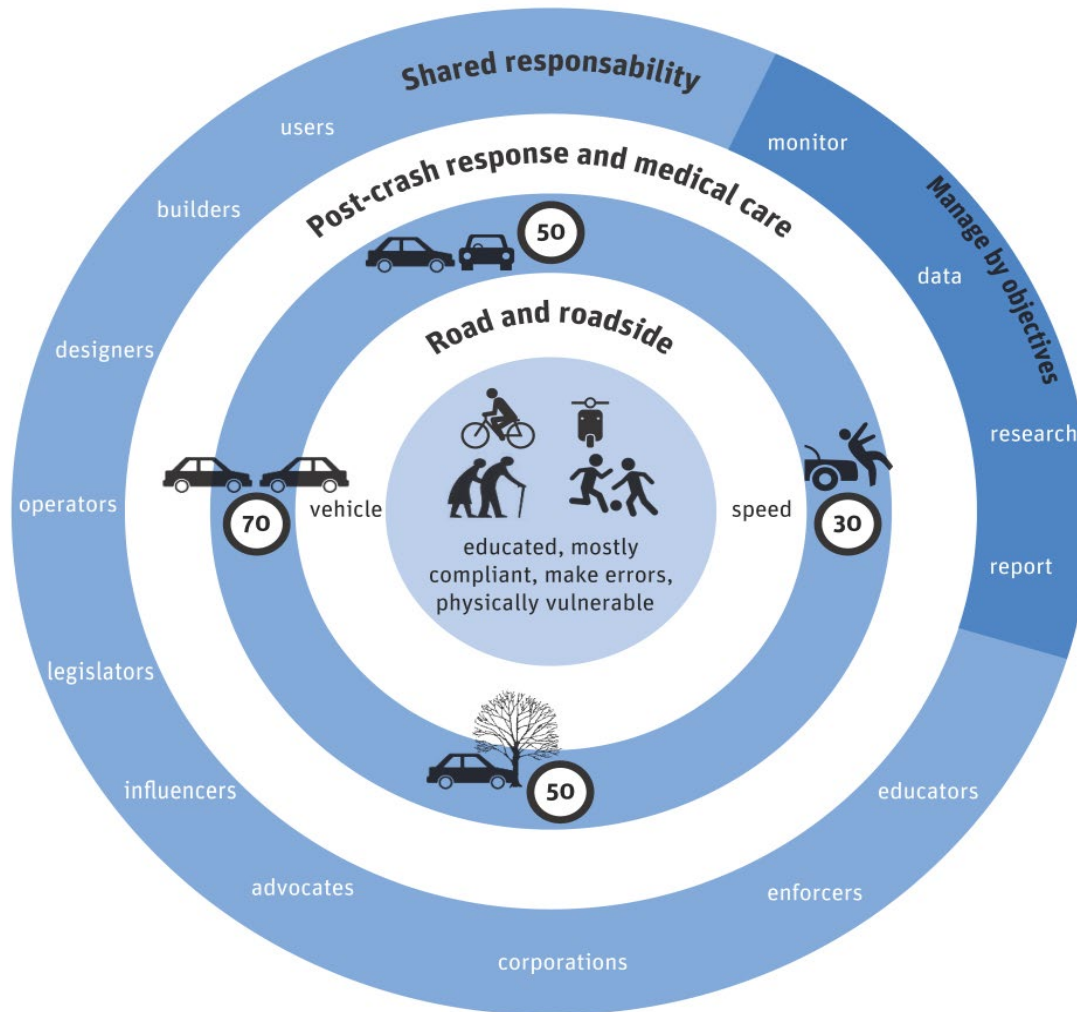 Shared responsability
users
builders
designers
operators
legislators
influencers
advocates
corporations
enforcers
educators
Manage by objectives
monitor
data
research
report
Post-crash response and medical care
50
70
30
50
Road and roadside
vehicle
speed
educated, mostly
compliant, make errors,
physically vulnerable